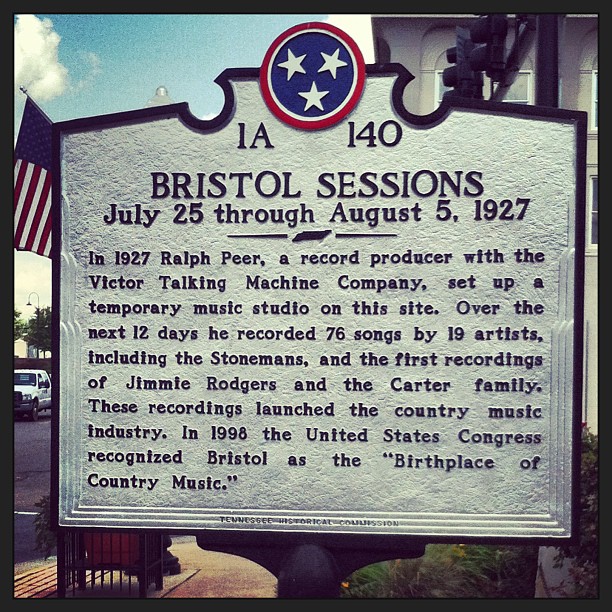 1A 140
BRISTOL SESSIONS
July 25 through August 5, 1927
In 1927 Ralph Peer, a record producer with the
Victor Talking Machine Company, set up a
temporary music studio on this site. Over the
next 12 days he recorded 76 songs by 19 artists,
including the Stonemans, and the first recordings
of Jimmie Rodgers and the Carter family.
These recordings launched the country music
industry. In 1998 the United States Congress
recognized Bristol as the "Birthplace of
Country Music."
TENNESSEE HISTORICAL COMMISSION